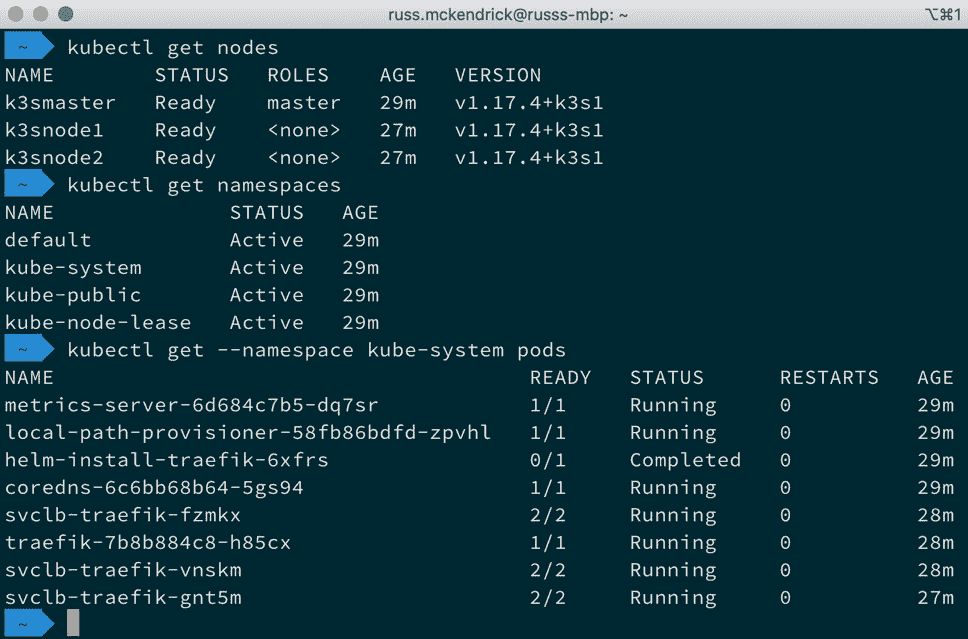 russ.mckendrick@russs-mbp: ~ ⌥⌘1
~ kubectl get nodes
NAME STATUS ROLES AGE VERSION
k3smaster Ready master 29m v1.17.4+k3s1
k3snode1 Ready <none> 27m v1.17.4+k3s1
k3snode2 Ready <none> 27m v1.17.4+k3s1
~ kubectl get namespaces
NAME STATUS AGE
default Active 29m
kube-system Active 29m
kube-public Active 29m
kube-node-lease Active 29m
~ kubectl get --namespace kube-system pods
NAME READY STATUS RESTARTS AGE
metrics-server-6d684c7b5-dq7sr 1/1 Running 0 29m
local-path-provisioner-58fb86bdfd-zpvhl 1/1 Running 0 29m
helm-install-traefik-6xfrs 0/1 Completed 0 29m
coredns-6c6bb68b64-5gs94 1/1 Running 0 29m
svclb-traefik-fzmkx 2/2 Running 0 28m
traefik-7b8b884c8-h85cx 1/1 Running 0 28m
svclb-traefik-vnskm 2/2 Running 0 28m
svclb-traefik-gnt5m 2/2 Running 0 27m
~